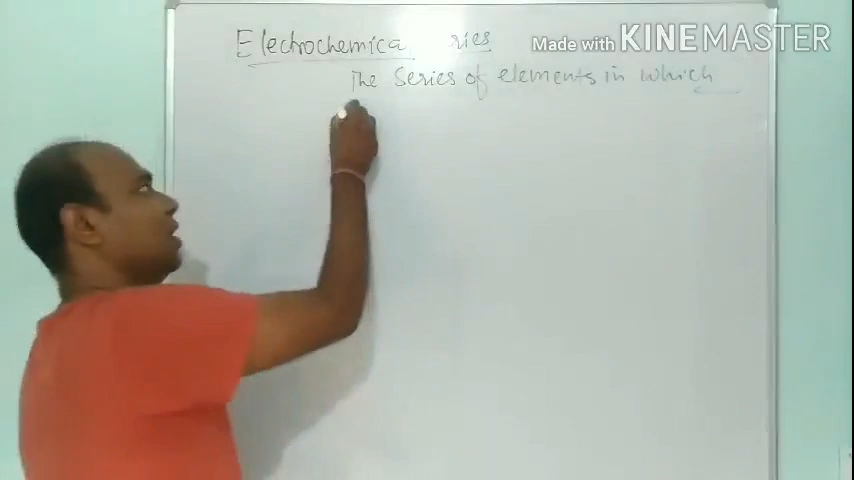 Electrochemica ries
Made with KINEMASTER
The Series of elements in which